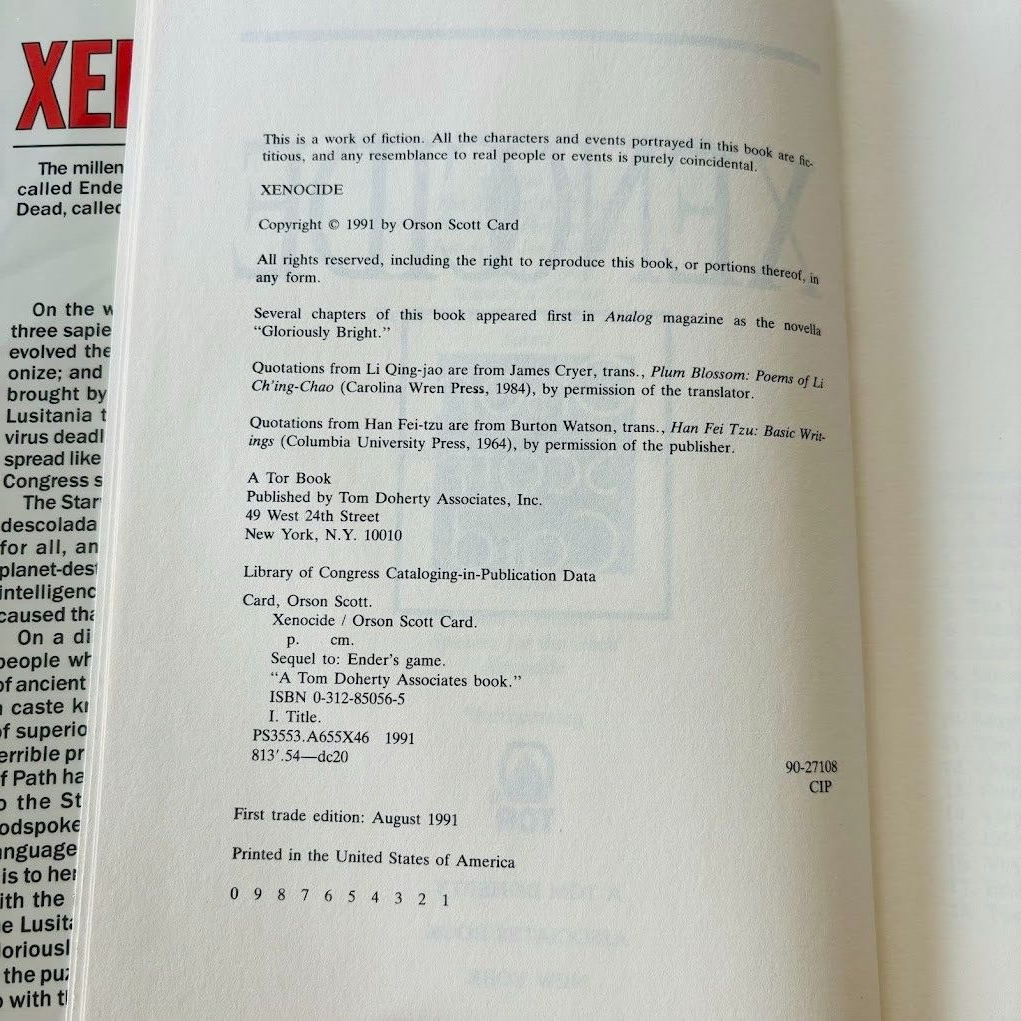 XE
The millen
called Ende
Dead, called
On the w
three sapie
evolved the
onize; and
brought by
Lusitania t
virus deadl
spread like
Congress s
The Star
descolada
for all, an
planet-dest
intelligenc
caused tha
On a di
people wh
of ancient
caste kr
of superio
errible pr
f Path ha
o the St
odspoke
anguage
is to her
ith the
e Lusita
loriousl
the puz
with t
This is a work of fiction. All the characters and events portrayed in this book are fic-
titious, and any resemblance to real people or events is purely coincidental.
XENOCIDE
Copyright © 1991 by Orson Scott Card
All rights reserved, including the right to reproduce this book, or portions thereof, in
any form.
Several chapters of this book appeared first in Analog magazine as the novella
“Gloriously Bright.”
Quotations from Li Qing-jao are from James Cryer, trans., Plum Blossom: Poems of Li
Ch'ing-Chao (Carolina Wren Press, 1984), by permission of the translator.
Quotations from Han Fei-tzu are from Burton Watson, trans., Han Fei Tzu: Basic Writ-
ings (Columbia University Press, 1964), by permission of the publisher.
A Tor Book
Published by Tom Doherty Associates, Inc.
49 West 24th Street
New York, N.Y. 10010
Library of Congress Cataloging-in-Publication Data
Card, Orson Scott.
Xenocide / Orson Scott Card.
p. cm.
Sequel to: Ender's game.
“A Tom Doherty Associates book.”
ISBN 0-312-85056-5
I. Title.
PS3553.A655X46 1991
813'.54—dc20
90-27108
CIP
First trade edition: August 1991
Printed in the United States of America
0 9 8 7 6 5 4 3 2 1